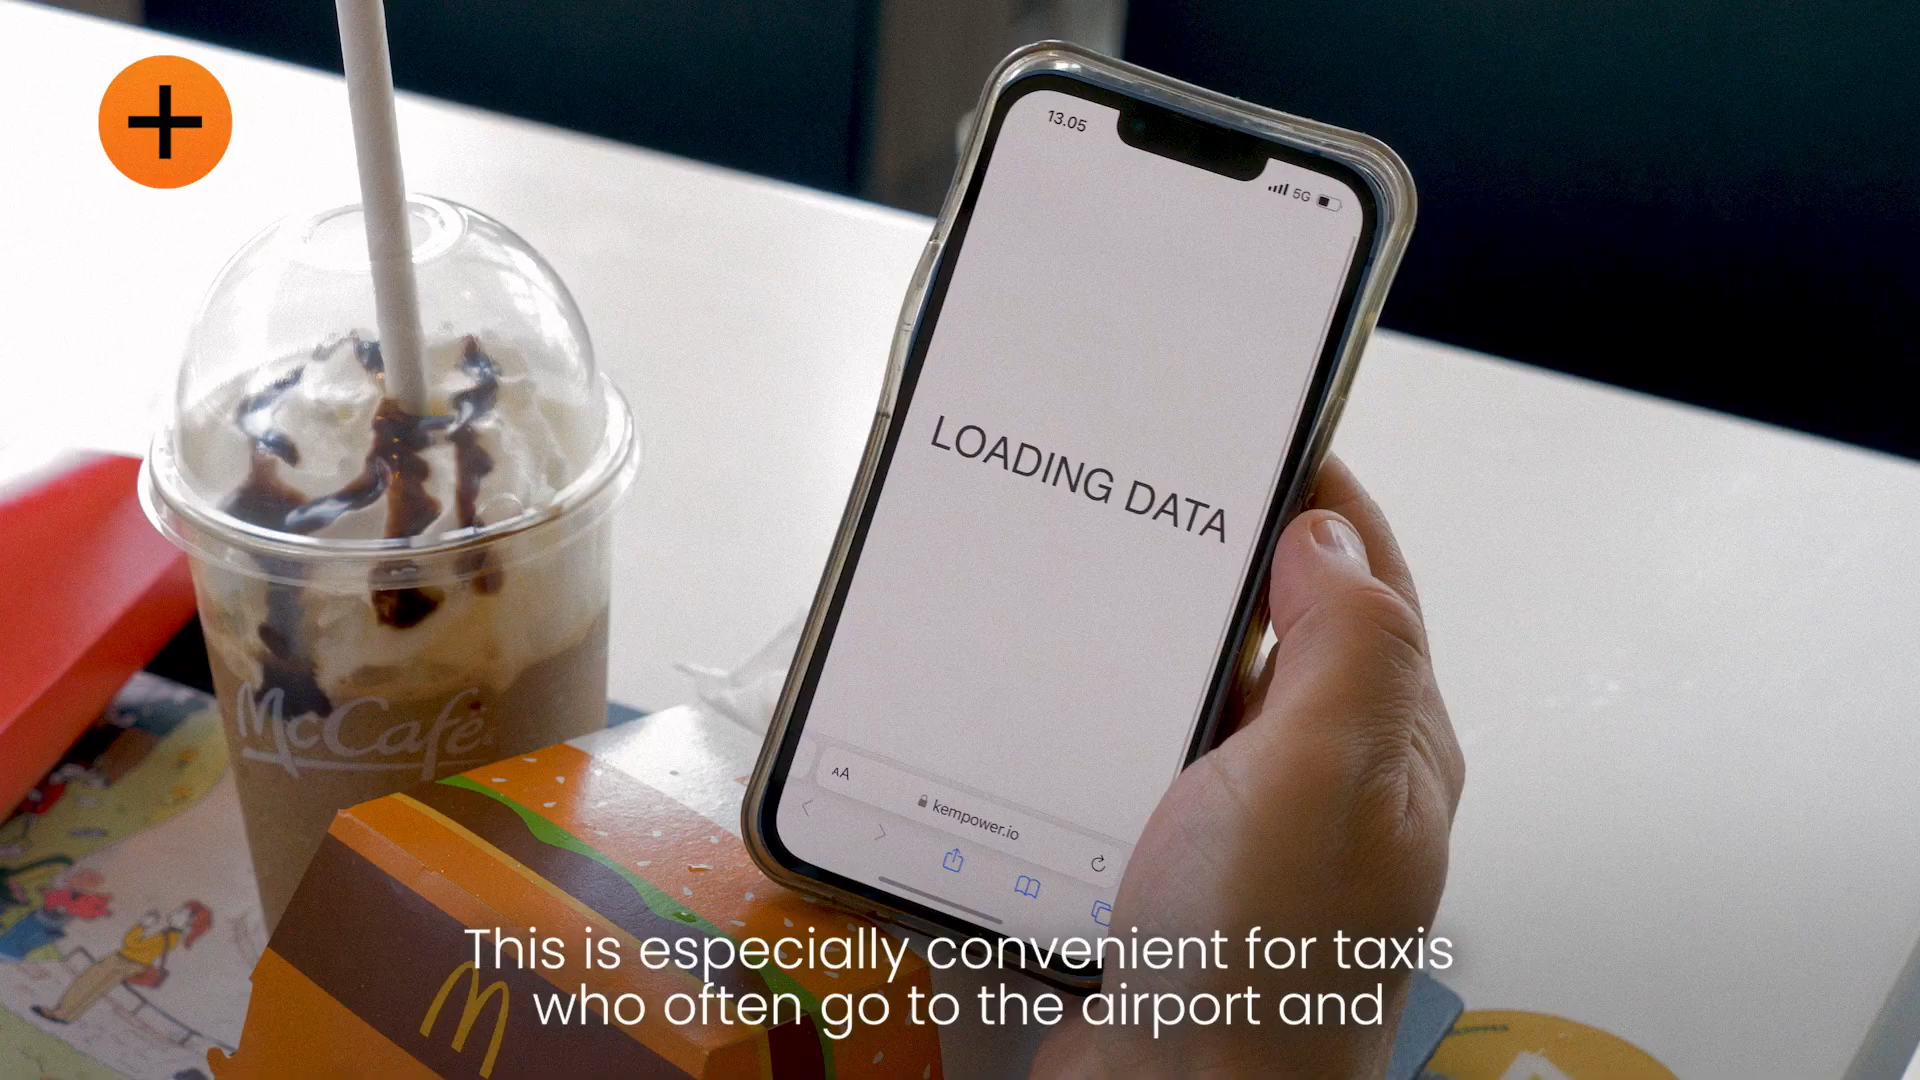 13.05
5G
LOADING DATA
AA
kempower.io
McCafé
This is especially convenient for taxis
who often go to the airport and